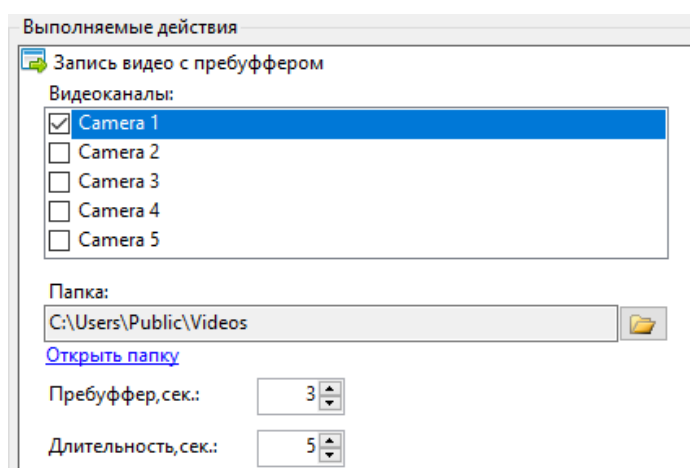 Выполняемые действия
Запись видео с пребуффером
Видеоканалы:
Camera 1
Camera 2
Camera 3
Camera 4
Camera 5
Папка:
C:\Users\Public\Videos
Открыть папку
Пребуффер,сек.: 3
Длительность,сек.: 5